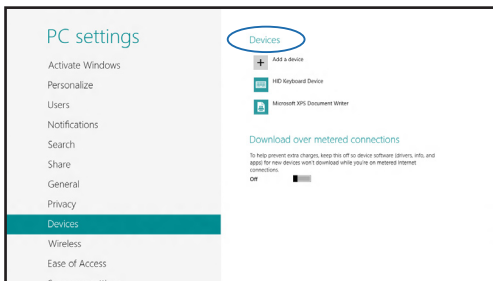 PC settings
Activate Windows
Personalize
Users
Notifications
Search
Share
General
Privacy
Devices
Wireless
Ease of Access
Devices
Add a device
HID Keyboard Device
Microsoft XPS Document Writer
Download over metered connections
To help prevent extra charges, keep this off so device software (drivers, info, and
apps) for new devices won't download while you're on metered Internet
connections.
Off